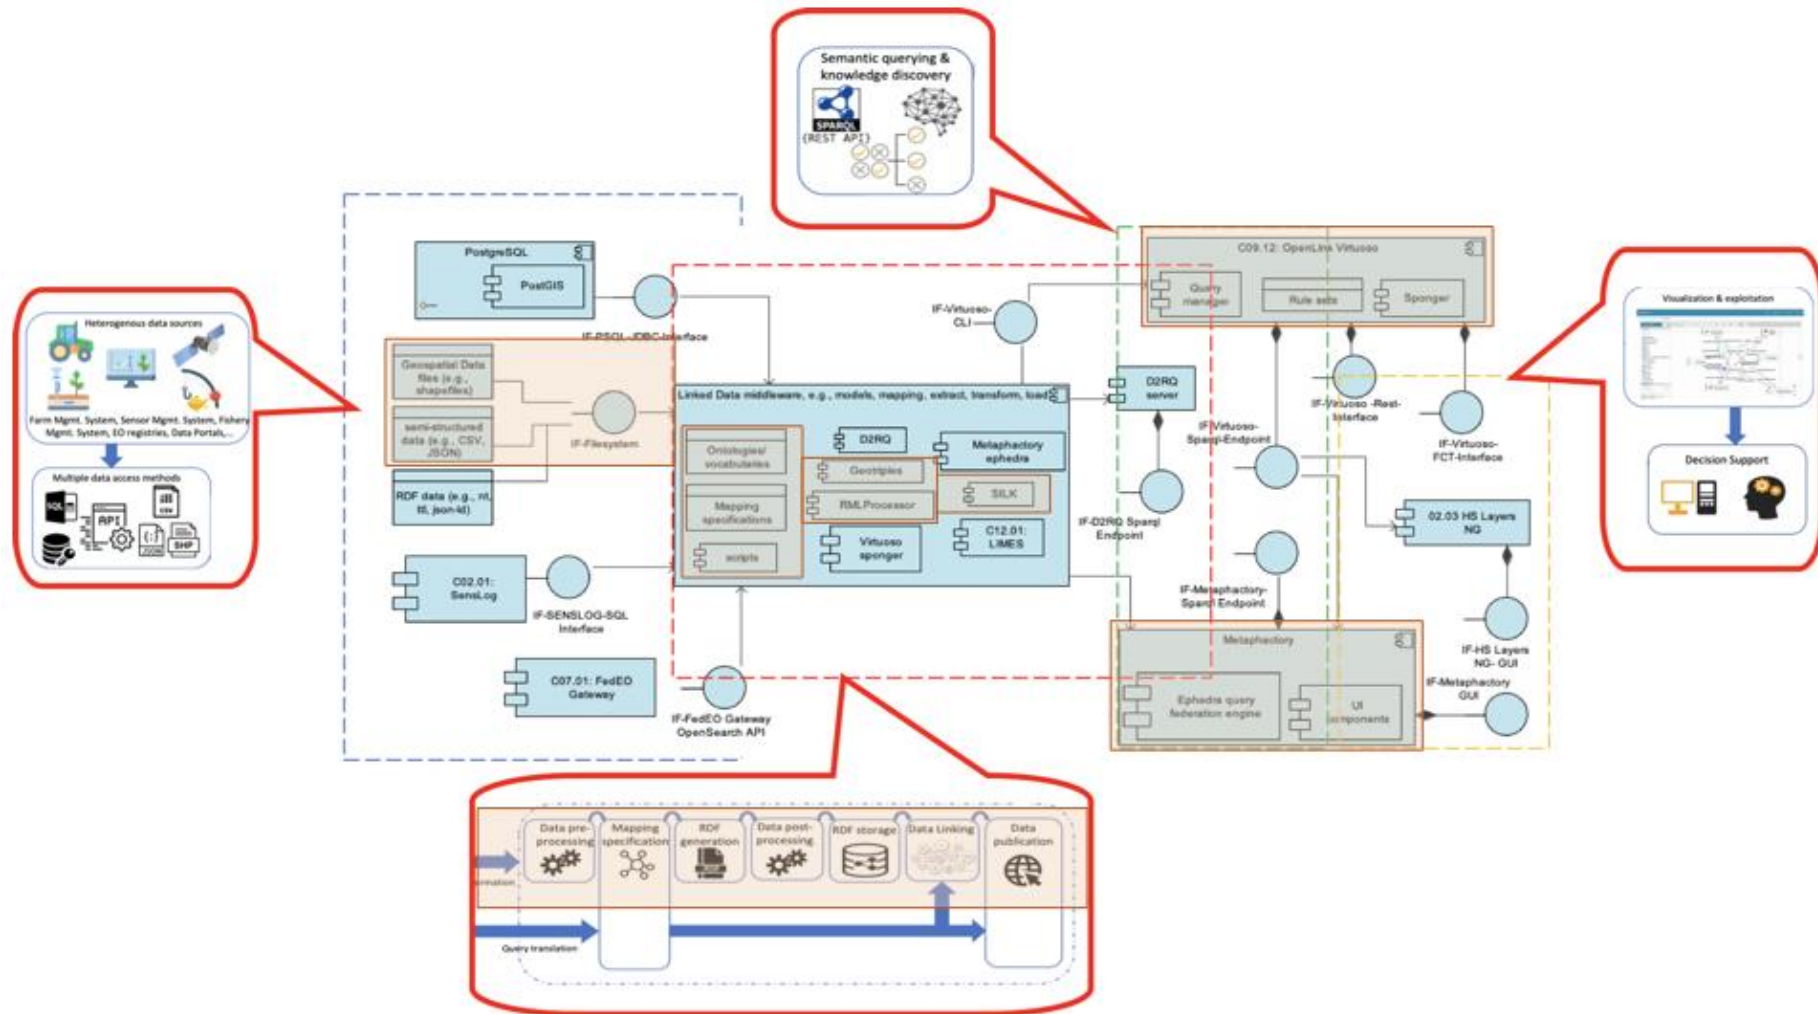 Semantic querying &
knowledge discovery
SPARQL
{REST API}
Heterogenous data sources
Farm Mgmt. System, Sensor Mgmt. System, Fishery
Mgmt. System, EO registries, Data Portals,...
Multiple data access methods
SQL
API
CSV
{:}
JSON
SHP
PostgreSQL
PostGIS
IF-PSQL-JDBC-Interface
Geospatial Data
files (e.g.,
shapefiles)
semi-structured
data (e.g., CSV,
JSON)
IF-Filesystem
RDF data (e.g., nt,
ttl, json-ld)
C02.01:
SensLog
IF-SENSLOG-SQL
Interface
C07.01: FedEO
Gateway
IF-FedEO Gateway
OpenSearch API
Linked Data middleware, e.g., models, mapping, extract, transform, load
Ontologies/
vocabularies
Mapping
specifications
scripts
D2RQ
Geotriples
RMLProcessor
Virtuoso
sponger
Metaphactory
ephedra
SILK
C12.01:
LIMES
IF-Virtuoso-
CLI
C09.12: OpenLink Virtuoso
Query
manager
Rule sets
Sponger
D2RQ
server
IF-D2RQ Sparql
Endpoint
IF-Virtuoso-
Sparql-Endpoint
IF-Virtuoso -Rest-
Interface
IF-Virtuoso-
FCT-Interface
02.03 HS Layers
NG
IF-HS Layers
NG- GUI
IF-Metaphactory-
Sparql Endpoint
Metaphactory
Ephedra query
federation engine
UI
components
IF-Metaphactory
GUI
Visualization & exploitation
Decision Support
Data pre-
processing
Mapping
specification
RDF
generation
Data post-
processing
RDF storage
Data Linking
Data
publication
Query translation